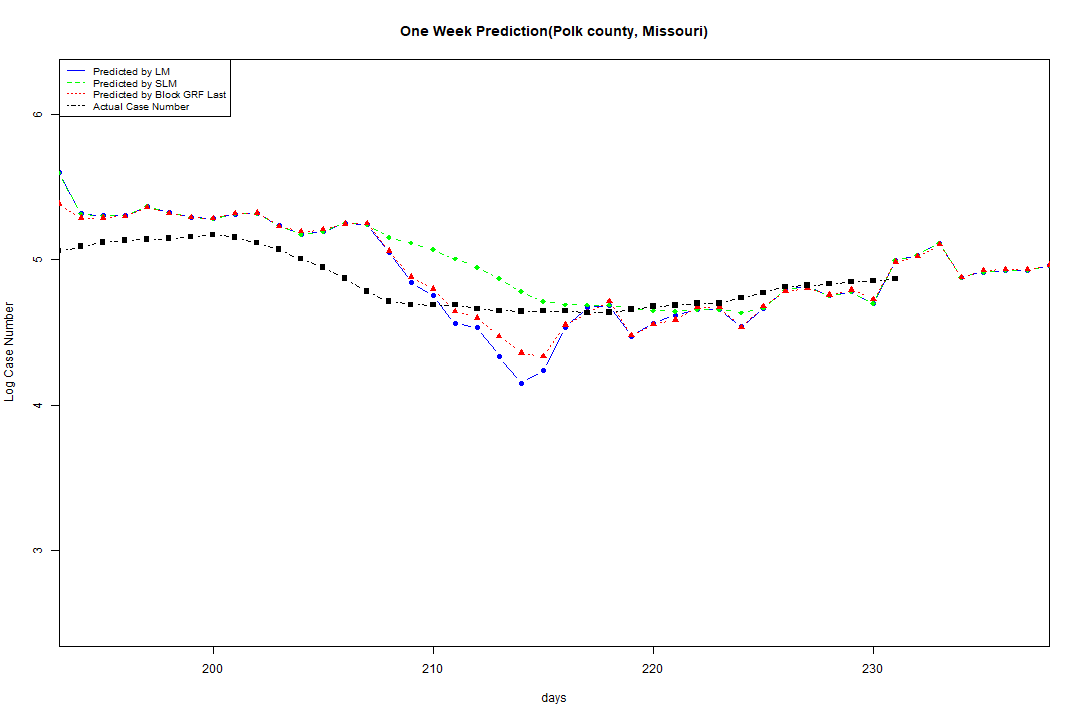 One Week Prediction(Polk county, Missouri)
Predicted by LM
Predicted by SLM
Predicted by Block GRF Last
Actual Case Number
6
5
4
3
Log Case Number
200 210 220 230
days